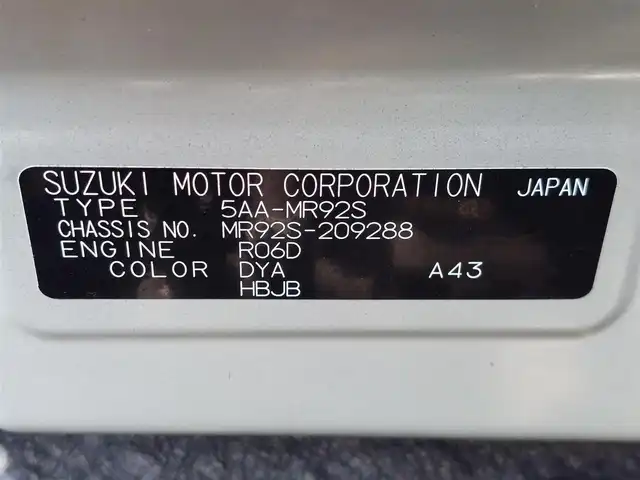 SUZUKI MOTOR CORPORATION JAPAN
TYPE 5AA-MR92S
CHASSIS NO. MR92S-209288
ENGINE R06D
COLOR DYA A43
HBJB